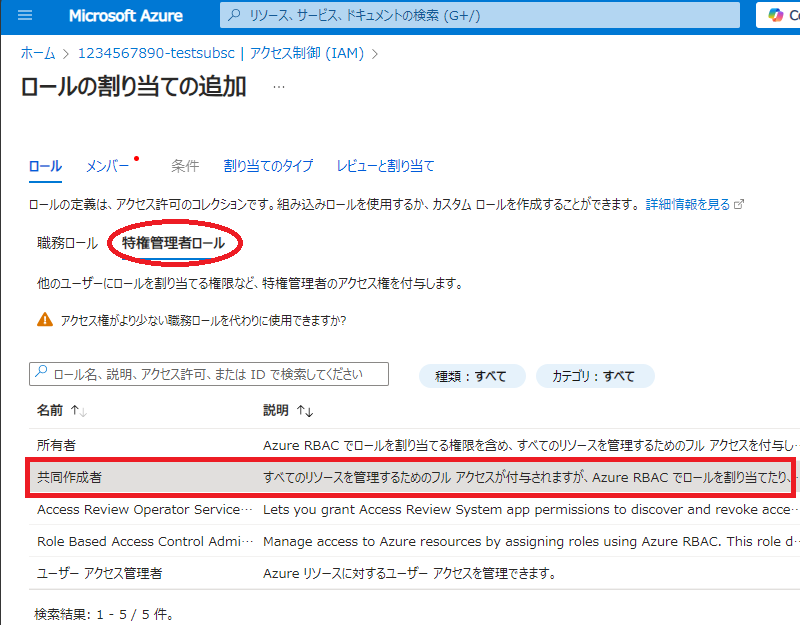 Microsoft Azure
リソース、サービス、ドキュメントの検索 (G+/)
Co
ホーム > 1234567890-testsubsc | アクセス制御 (IAM) >
ロールの割り当ての追加 …
ロール メンバー 条件 割り当てのタイプ レビューと割り当て
ロールの定義は、アクセス許可のコレクションです。組み込みロールを使用するか、カスタム ロールを作成することができます。 詳細情報を見る
職務ロール 特権管理者ロール
他のユーザーにロールを割り当てる権限など、特権管理者のアクセス権を付与します。
アクセス権がより少ない職務ロールを代わりに使用できますか?
ロール名、説明、アクセス許可、または ID で検索してください 種類 : すべて カテゴリ : すべて
名前 ↑↓ 説明 ↑↓
所有者 Azure RBAC でロールを割り当てる権限を含め、すべてのリソースを管理するためのフル アクセスを付与し…
共同作成者 すべてのリソースを管理するためのフル アクセスが付与されますが、Azure RBAC でロールを割り当てたり、
Access Review Operator Service… Lets you grant Access Review System app permissions to discover and revoke acce…
Role Based Access Control Admi… Manage access to Azure resources by assigning roles using Azure RBAC. This role d…
ユーザー アクセス管理者 Azure リソースに対するユーザー アクセスを管理できます。
検索結果: 1 - 5 / 5 件。